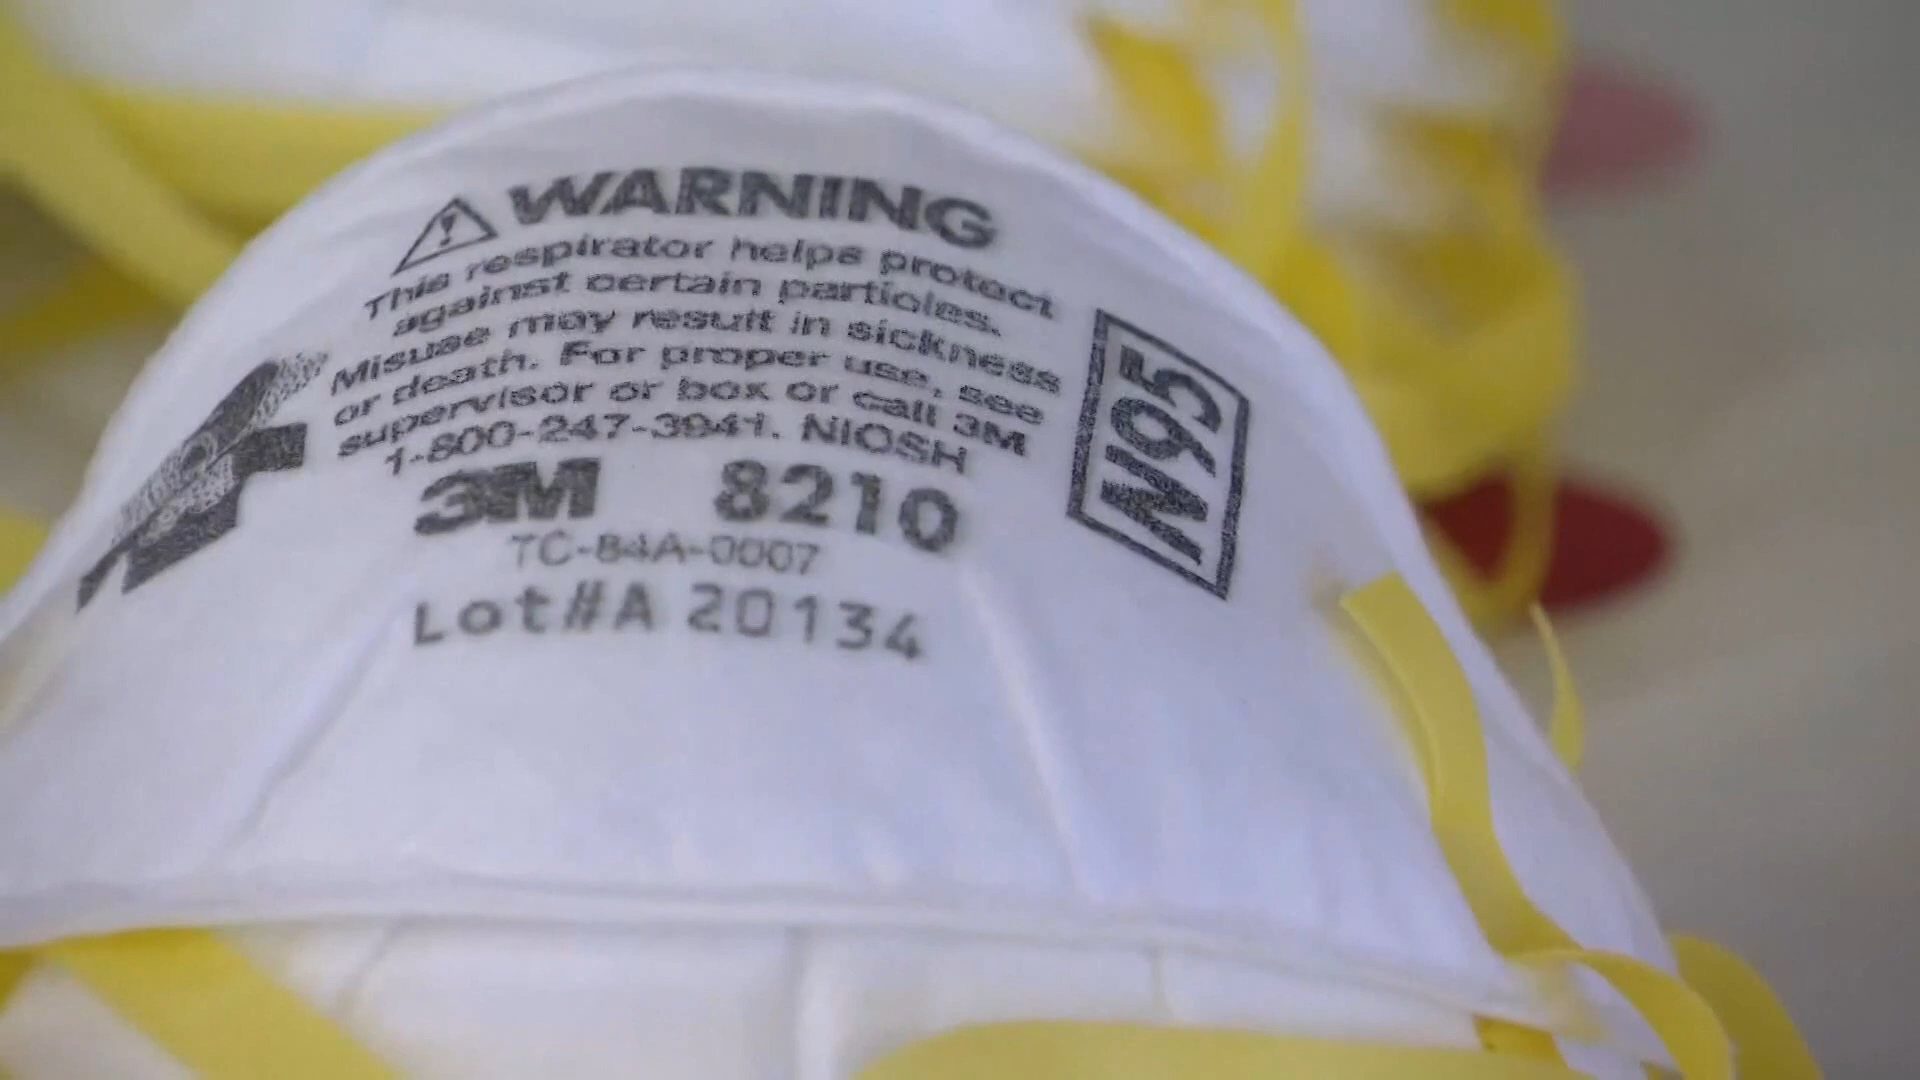 WARNING
This respirator helps protect
against certain particles.
Misuse may result in sickness
or death. For proper use, see
supervisor or box or call 3M
1-800-247-3941. NIOSH
3M 8210
TC-84A-0007
Lot#A 20134
N95